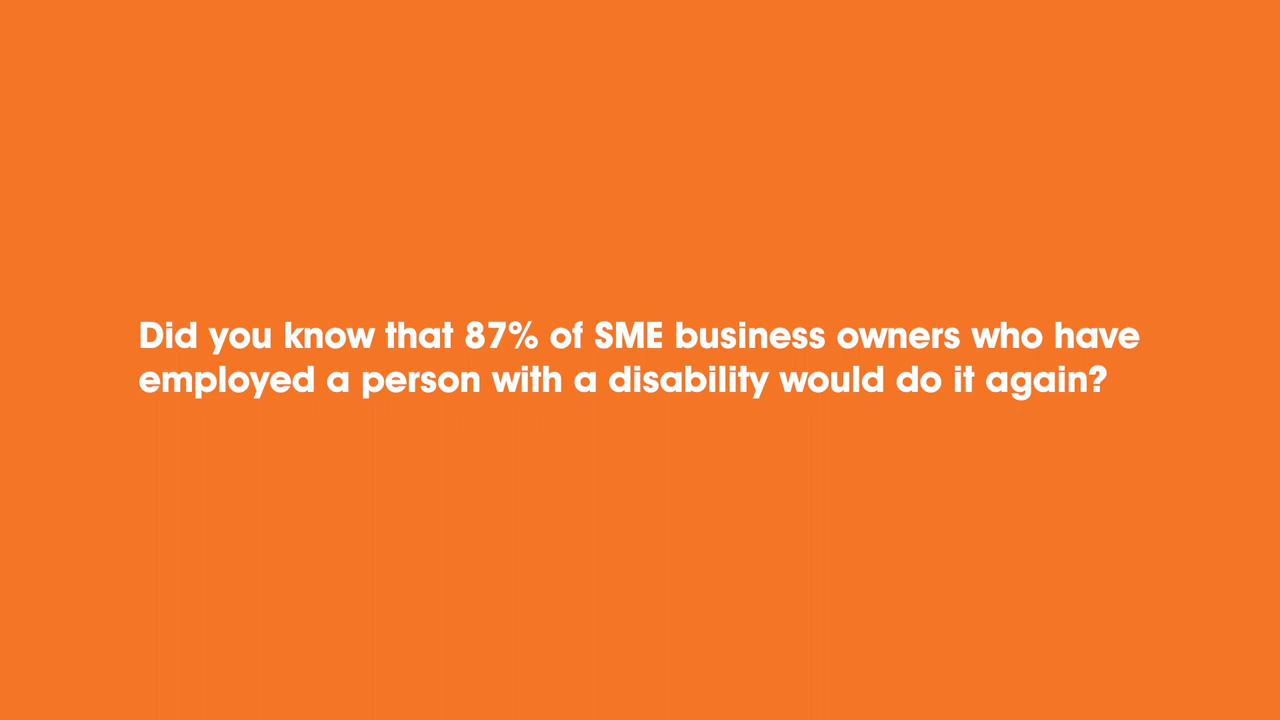 Did you know that 87% of SME business owners who have
employed a person with a disability would do it again?